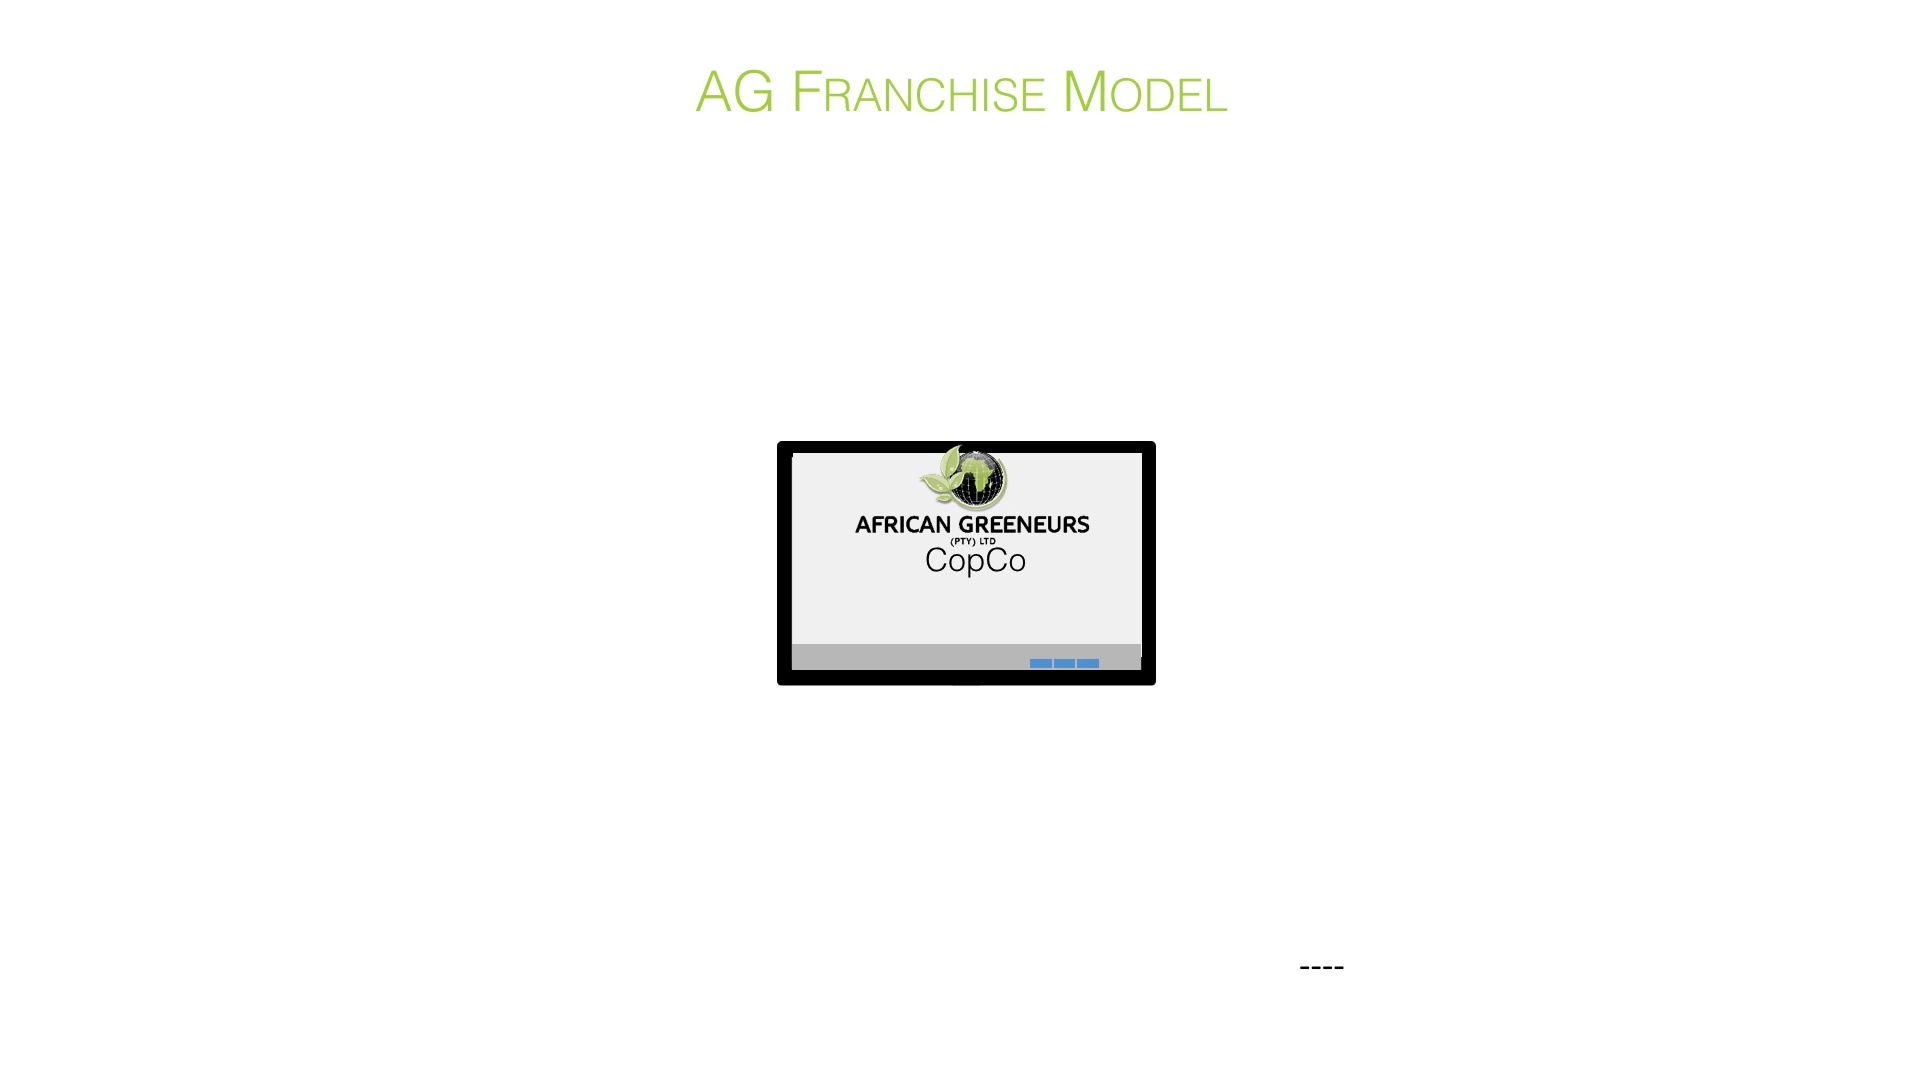 AG Franchise Model
AFRICAN GREENEURS
(PTY) LTD
CopCo
----